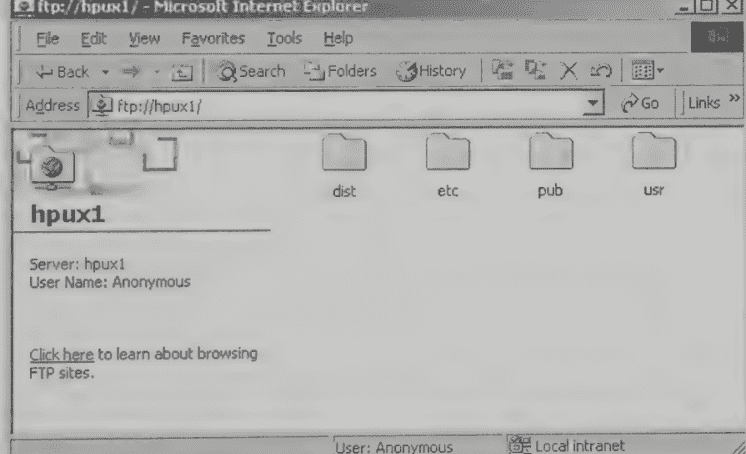 ftp://hpux1/ - Microsoft Internet Explorer
File Edit View Favorites Tools Help
Back Search Folders History
Address ftp://hpux1/ Go Links »
dist etc pub usr
hpux1
Server: hpux1
User Name: Anonymous
Click here to learn about browsing
FTP sites.
User: Anonymous Local intranet